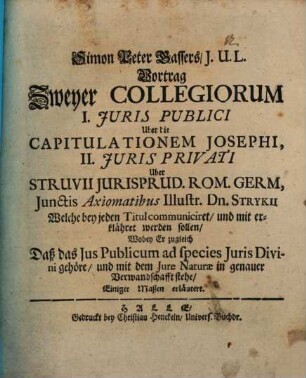 Simon Peter Gassers/ J. U. L.
Vortrag
Zweyer COLLEGIORUM
I. JURIS PUBLICI
Uber die
CAPITULATIONEM JOSEPHI,
II. JURIS PRIVATI
Uber
STRUVII JURISPRUD. ROM. GERM,
Junctis Axiomatibus Illustr. Dn. STRYKII
Welche bey jeden Titul communiciret/ und mit er-
klähret werden sollen/
Wobey Er zugleich
Daß das Jus Publicum ad species Juris Divi-
ni gehöre/ und mit dem Jure Naturæ in genauer
Verwandschafft stehe/
Einiger Maßen erläutert.
HALLE/
Gedruckt bey Christian Henckeln/ Univers. Buchdr.